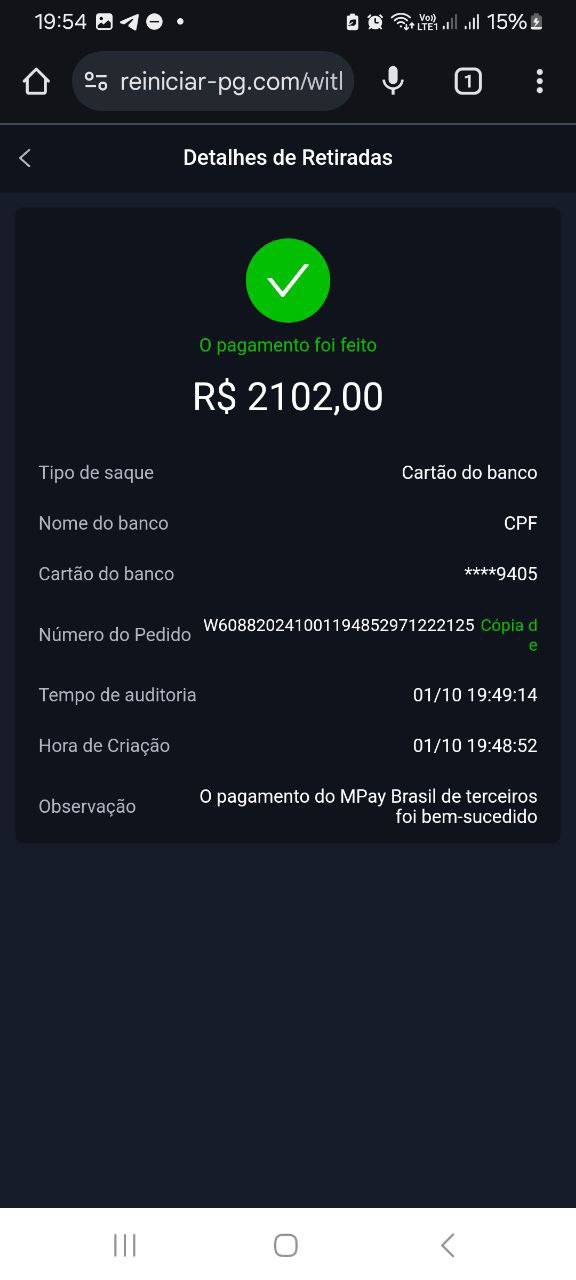 19:54
Vo))
LTE1
15%
reiniciar-pg.com/witl
1
Detalhes de Retiradas
O pagamento foi feito
R$ 2102,00
Tipo de saque Cartão do banco
Nome do banco CPF
Cartão do banco ****9405
Número do Pedido W608820241001194852971222125 Cópia d
e
Tempo de auditoria 01/10 19:49:14
Hora de Criação 01/10 19:48:52
Observação O pagamento do MPay Brasil de terceiros
foi bem-sucedido